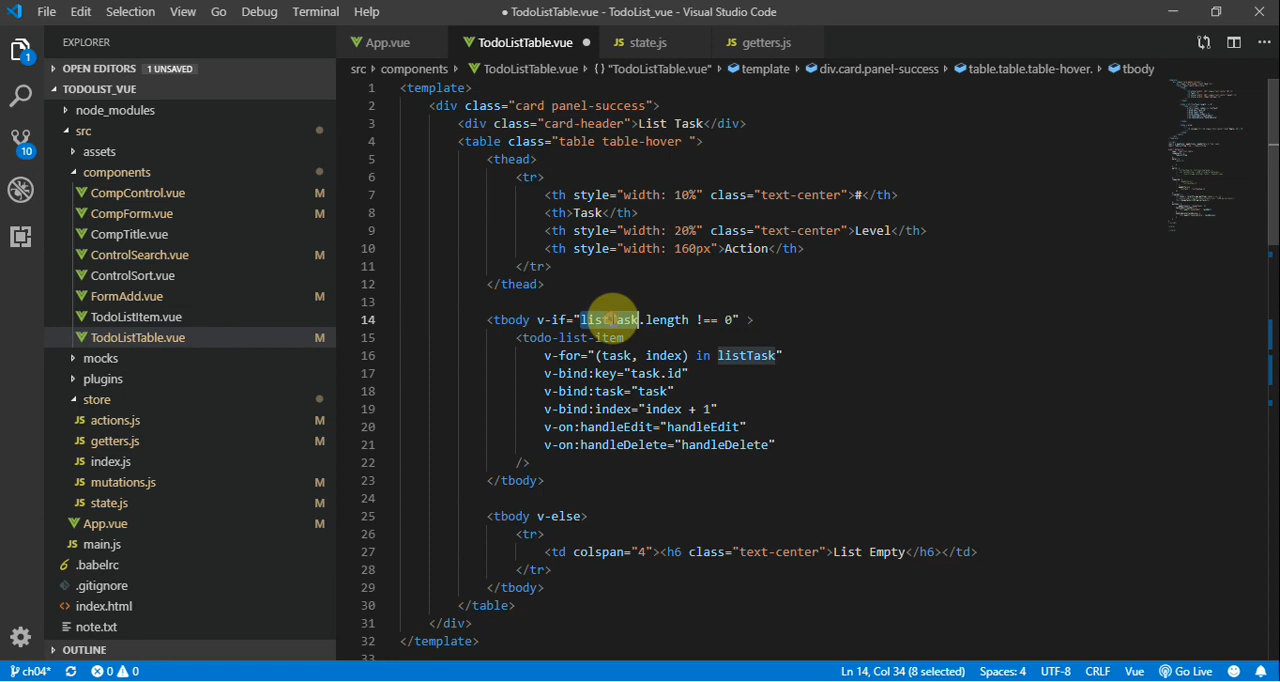 File Edit Selection View Go Debug Terminal Help
● TodoListTable.vue - TodoList_vue - Visual Studio Code
EXPLORER
App.vue
TodoListTable.vue ●
JS state.js
JS getters.js
OPEN EDITORS 1 UNSAVED
src components TodoListTable.vue {} "TodoListTable.vue" template div.card.panel-success table.table.table-hover. tbody
TODOLIST_VUE
node_modules
src
assets
components
CompControl.vue M
CompForm.vue M
CompTitle.vue
ControlSearch.vue M
ControlSort.vue
FormAdd.vue M
TodoListItem.vue
TodoListTable.vue M
mocks
plugins
store
JS actions.js M
JS getters.js M
JS index.js
JS mutations.js M
JS state.js M
App.vue M
JS main.js
.babelrc
.gitignore
index.html
note.txt
OUTLINE
1
10
1 <template>
2 <div class="card panel-success">
3 <div class="card-header">List Task</div>
4 <table class="table table-hover ">
5 <thead>
6 <tr>
7 <th style="width: 10%" class="text-center">#</th>
8 <th>Task</th>
9 <th style="width: 20%" class="text-center">Level</th>
10 <th style="width: 160px">Action</th>
11 </tr>
12 </thead>
13
14 <tbody v-if="listTask.length !== 0" >
15 <todo-list-item
16 v-for="(task, index) in listTask"
17 v-bind:key="task.id"
18 v-bind:task="task"
19 v-bind:index="index + 1"
20 v-on:handleEdit="handleEdit"
21 v-on:handleDelete="handleDelete"
22 />
23 </tbody>
24
25 <tbody v-else>
26 <tr>
27 <td colspan="4"><h6 class="text-center">List Empty</h6></td>
28 </tr>
29 </tbody>
30 </table>
31 </div>
32 </template>
33
ch04* 0 0 Ln 14, Col 34 (8 selected) Spaces: 4 UTF-8 CRLF Vue Go Live